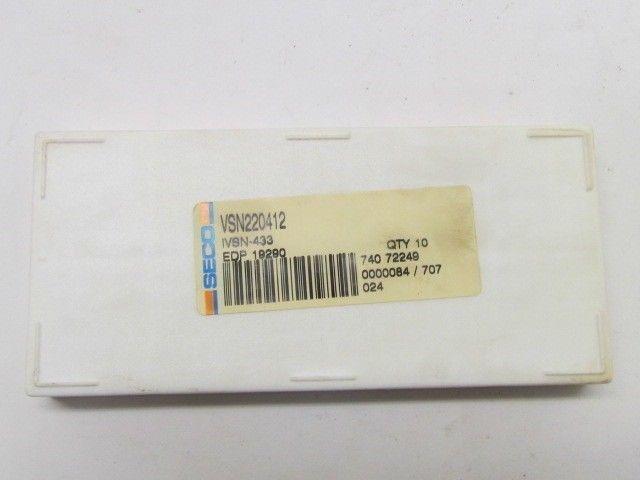 SECO
VSN220412
IVSN-433
EDP 19290
QTY 10
740 72249
0000084 / 707
024